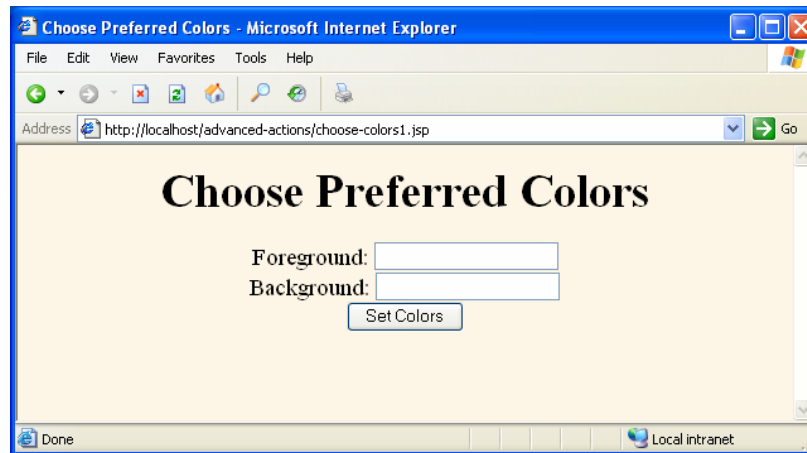 Choose Preferred Colors - Microsoft Internet Explorer
File Edit View Favorites Tools Help
Address http://localhost/advanced-actions/choose-colors1.jsp Go
Choose Preferred Colors
Foreground:
Background:
Set Colors
Done Local intranet